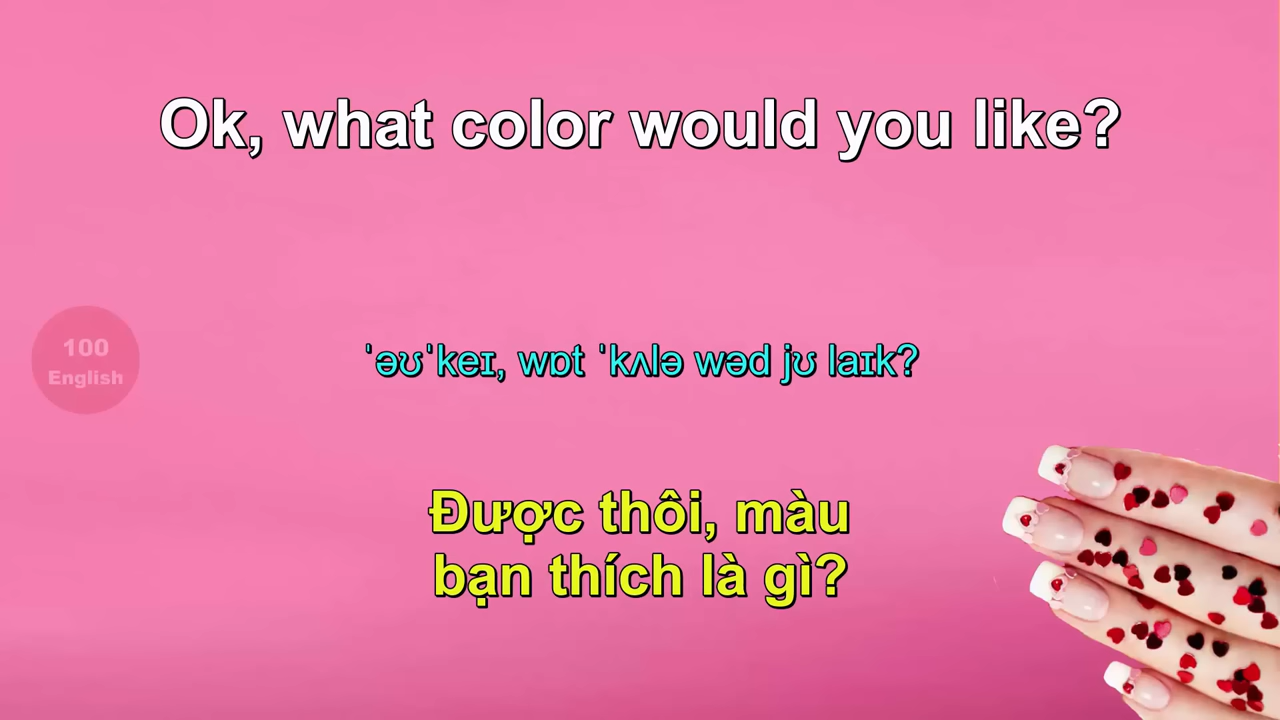 Ok, what color would you like?
100
English
ˈəʊˈkeɪ, wɒt ˈkʌlə wəd jʊ laɪk?
Được thôi, màu
bạn thích là gì?